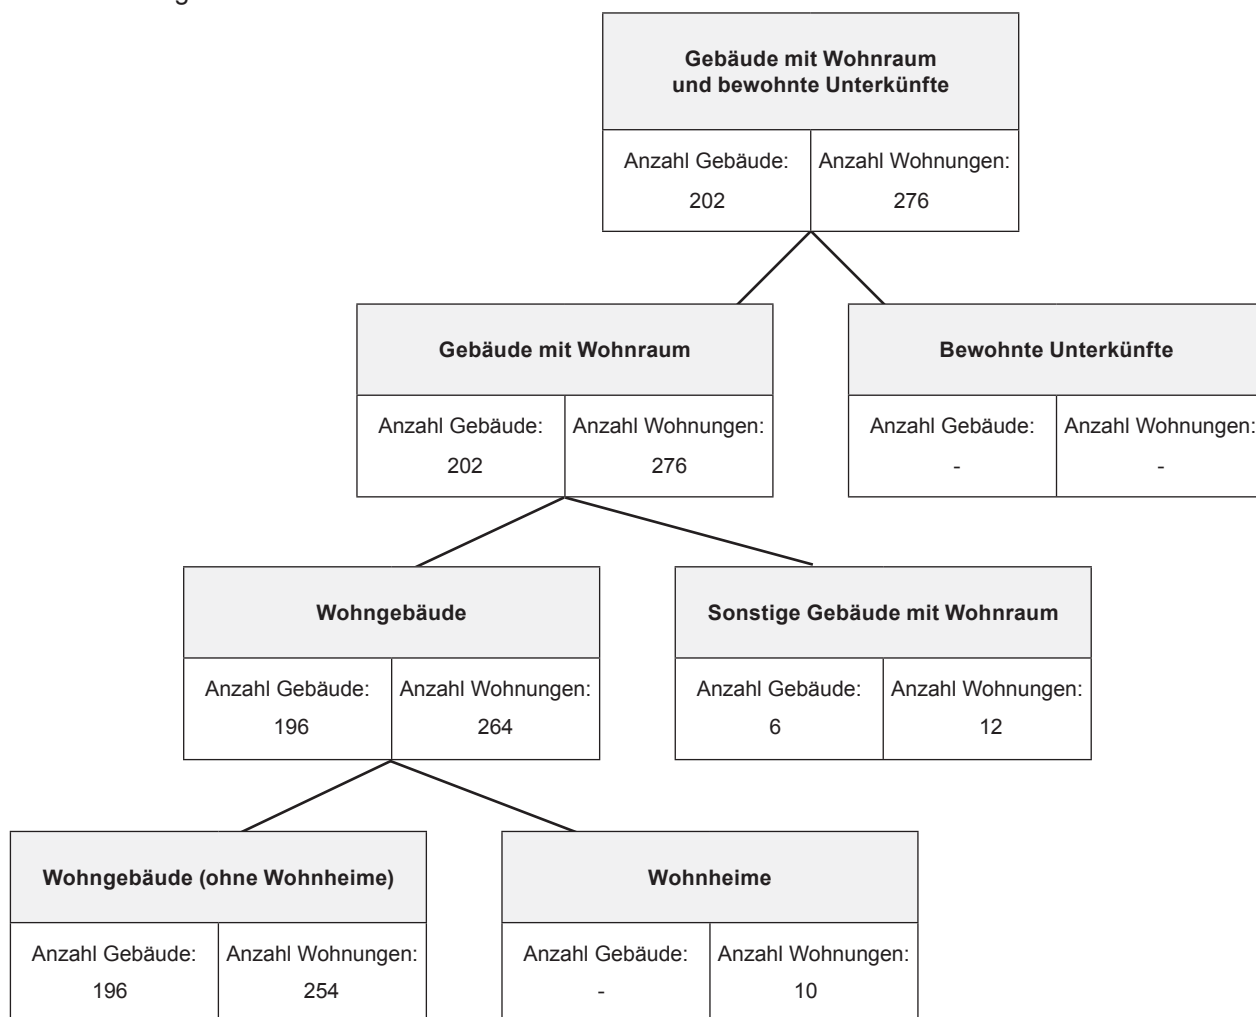 Gebäude mit Wohnraum
und bewohnte Unterkünfte
Anzahl Gebäude: Anzahl Wohnungen:
202 276
Gebäude mit Wohnraum Bewohnte Unterkünfte
Anzahl Gebäude: Anzahl Wohnungen: Anzahl Gebäude: Anzahl Wohnungen:
202 276 - -
Wohngebäude Sonstige Gebäude mit Wohnraum
Anzahl Gebäude: Anzahl Wohnungen: Anzahl Gebäude: Anzahl Wohnungen:
196 264 6 12
Wohngebäude (ohne Wohnheime) Wohnheime
Anzahl Gebäude: Anzahl Wohnungen: Anzahl Gebäude: Anzahl Wohnungen:
196 254 - 10